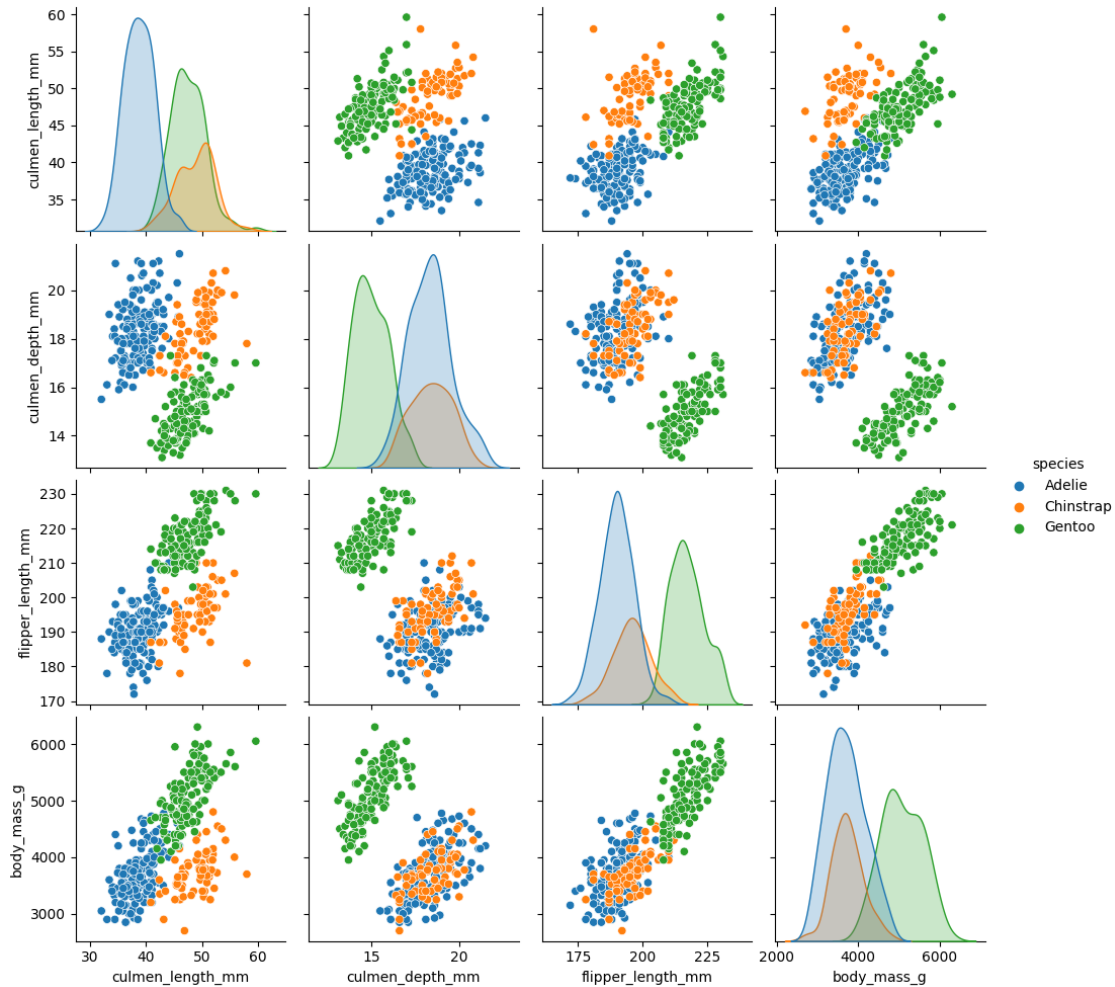 60
55
50
45
40
35
culmen_length_mm
20
18
16
14
culmen_depth_mm
230
220
210
200
190
180
170
flipper_length_mm
6000
5000
4000
3000
body_mass_g
30 40 50 60
culmen_length_mm
15 20
culmen_depth_mm
175 200 225
flipper_length_mm
2000 4000 6000
body_mass_g
species
Adelie
Chinstrap
Gentoo